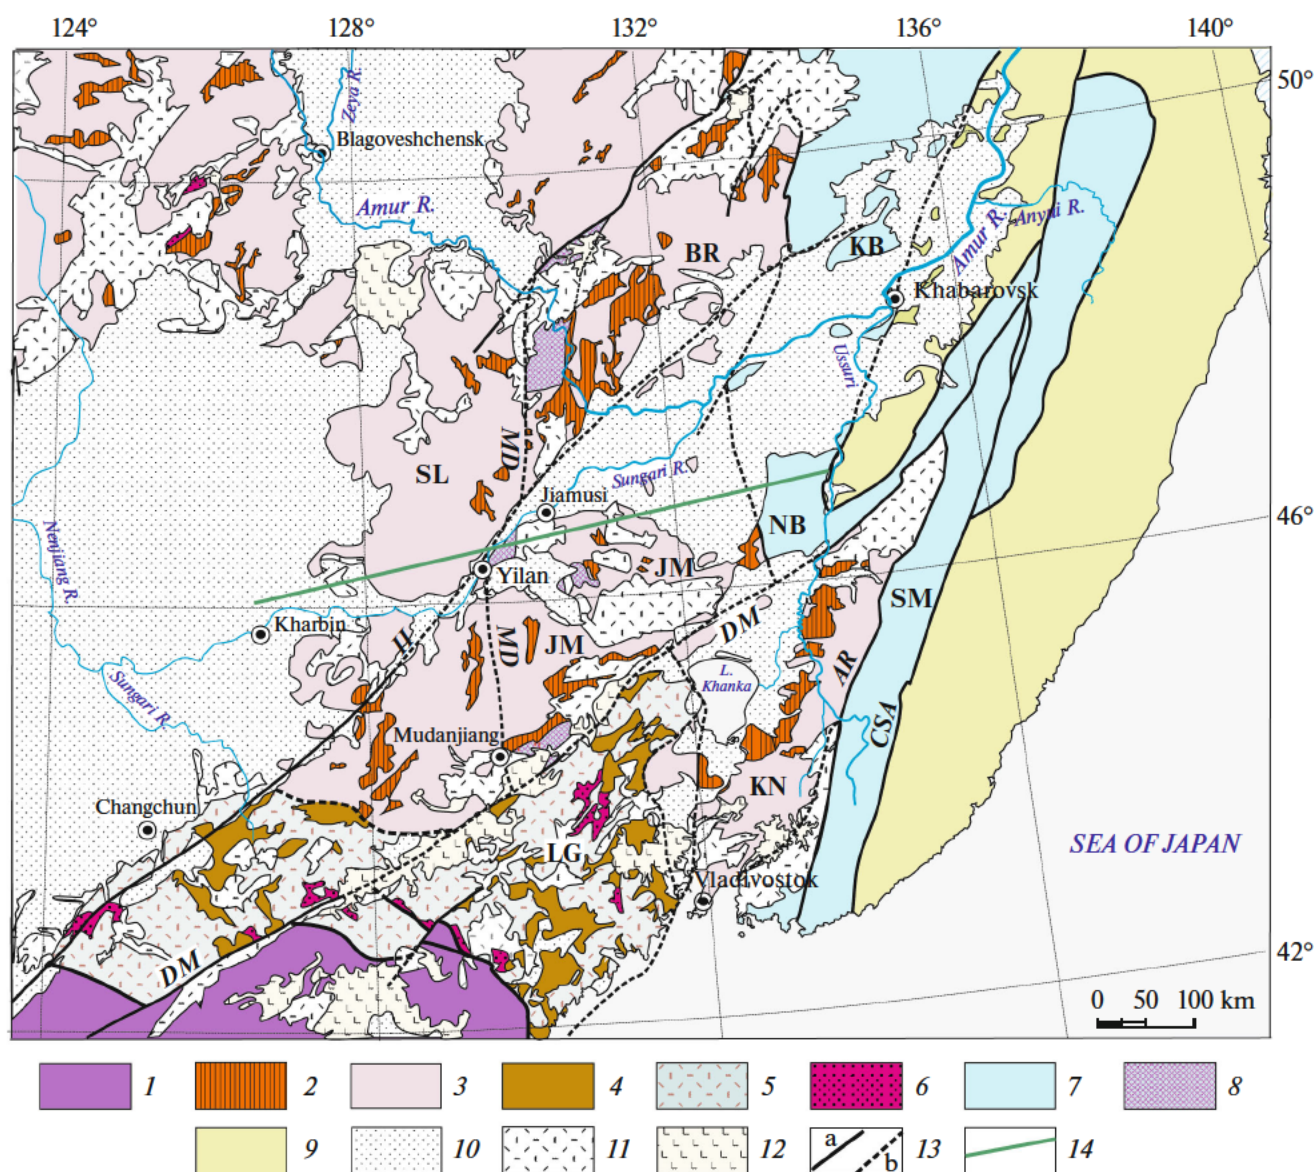 124° 128° 132° 136° 140°
50°
Zeya R.
Blagoveshchensk
Amur R.
Amur R.
Anyui R.
BR
KB
Khabarovsk
Ussuri
SL
MD
Sungari R.
Jiamusi
46°
NB
Nenjiang R.
Yilan
JM
SM
Kharbin
H
MD
JM
DM
AR
L.
Khanka
Sungari R.
CSA
Mudanjiang
KN
Changchun
LG
SEA OF JAPAN
Vladivostok
DM
42°
0 50 100 km
1 2 3 4 5 6 7 8
9 10 11 12 a b 13 14